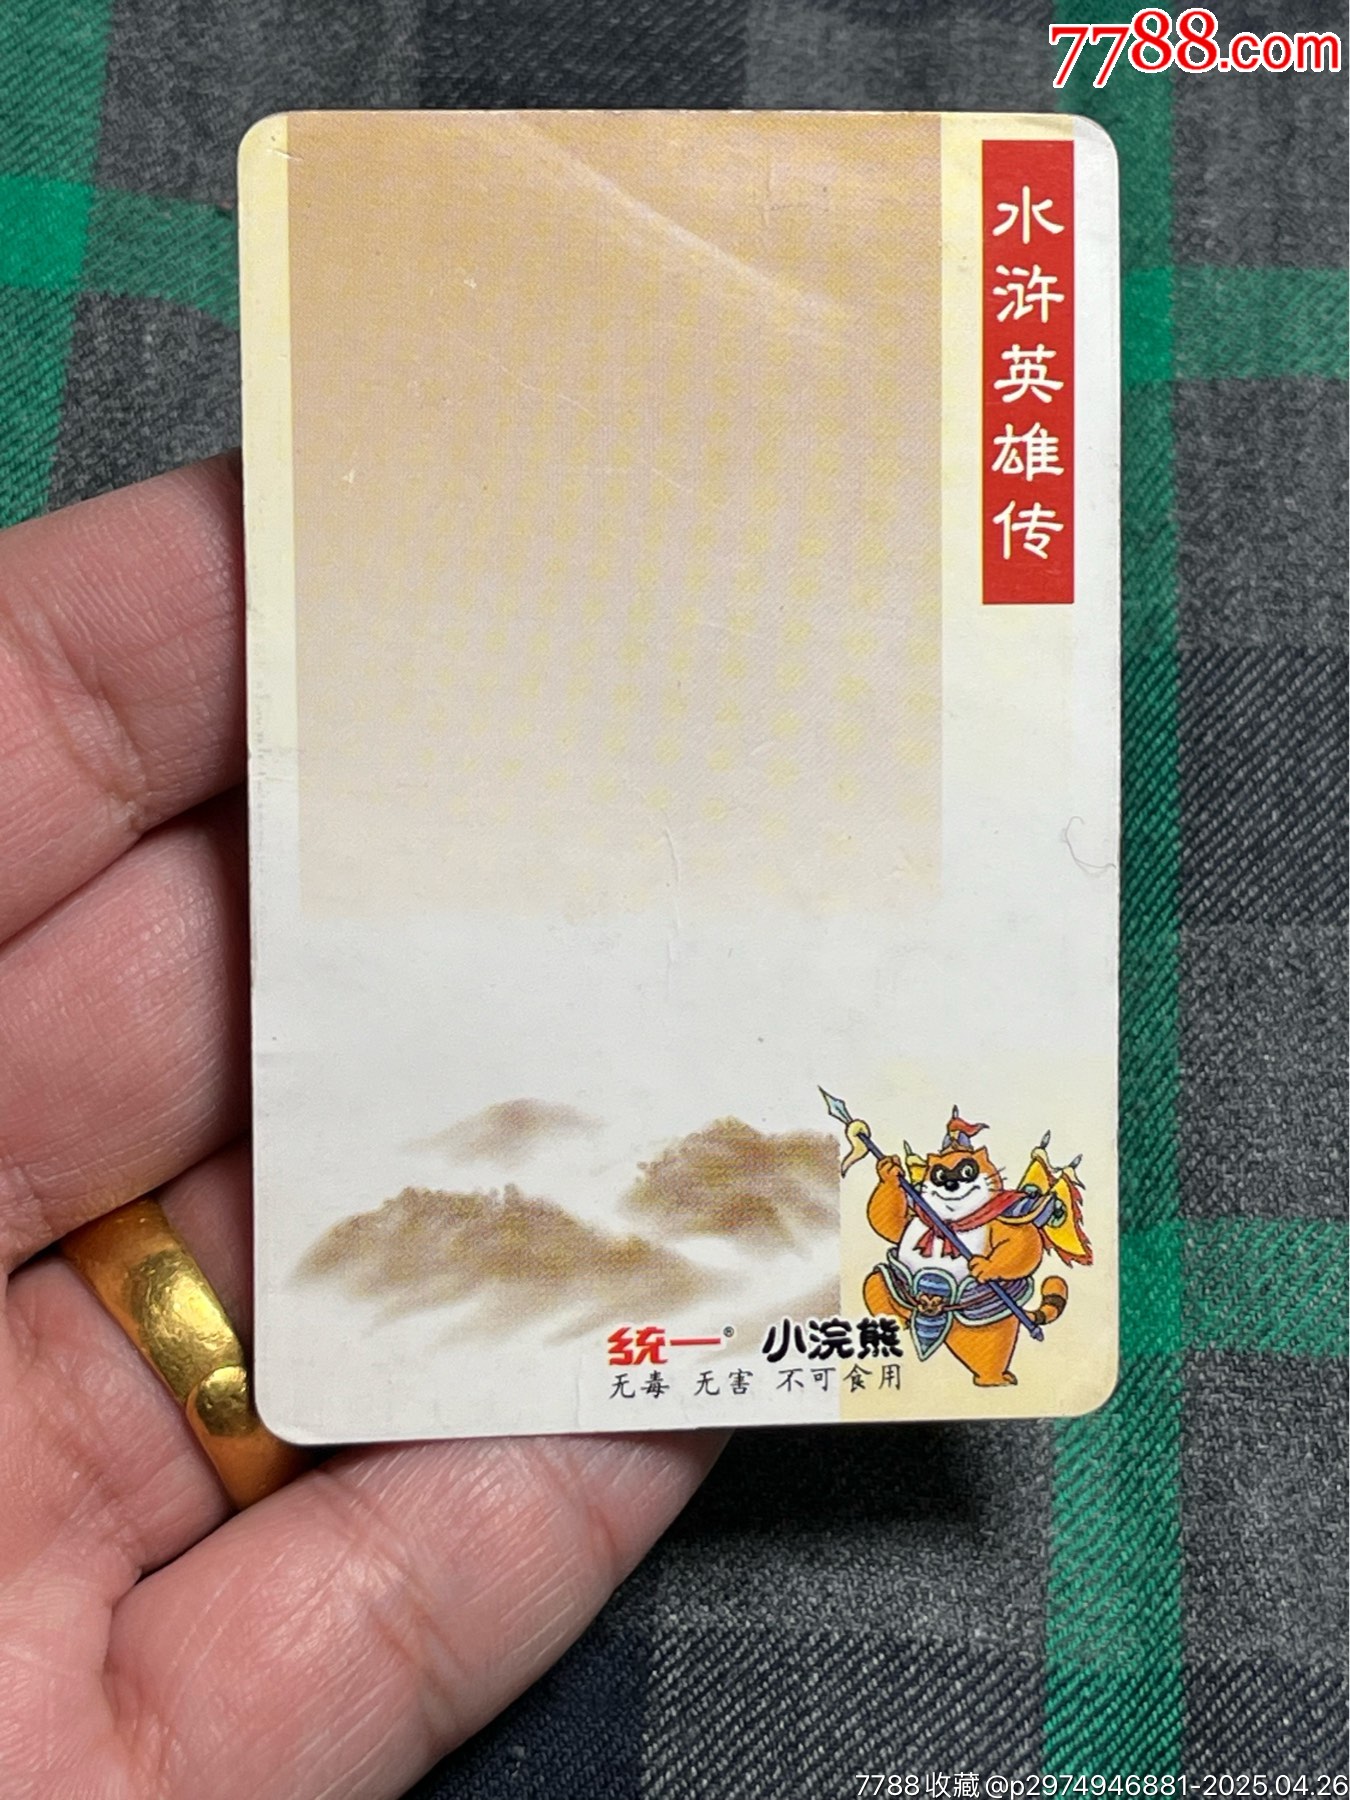 7788.com
水浒英雄传
统一® 小浣熊
无毒 无害 不可食用
7788收藏@p2974946881-2025.04.26